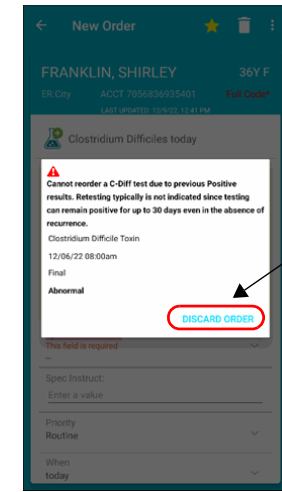 New Order
FRANKLIN, SHIRLEY 36Y F
ER.City ACCT 7056836935401 Full Code*
LAST UPDATED: 12/9/22, 12:41 PM
Clostridium Difficiles today
Cannot reorder a C-Diff test due to previous Positive
results. Retesting typically is not indicated since testing
can remain positive for up to 30 days even in the absence of
recurrence.
Clostridium Difficile Toxin
12/06/22 08:00am
Final
Abnormal
DISCARD ORDER
This field is required
--
Spec Instruct:
Enter a value
Priority
Routine
When
today